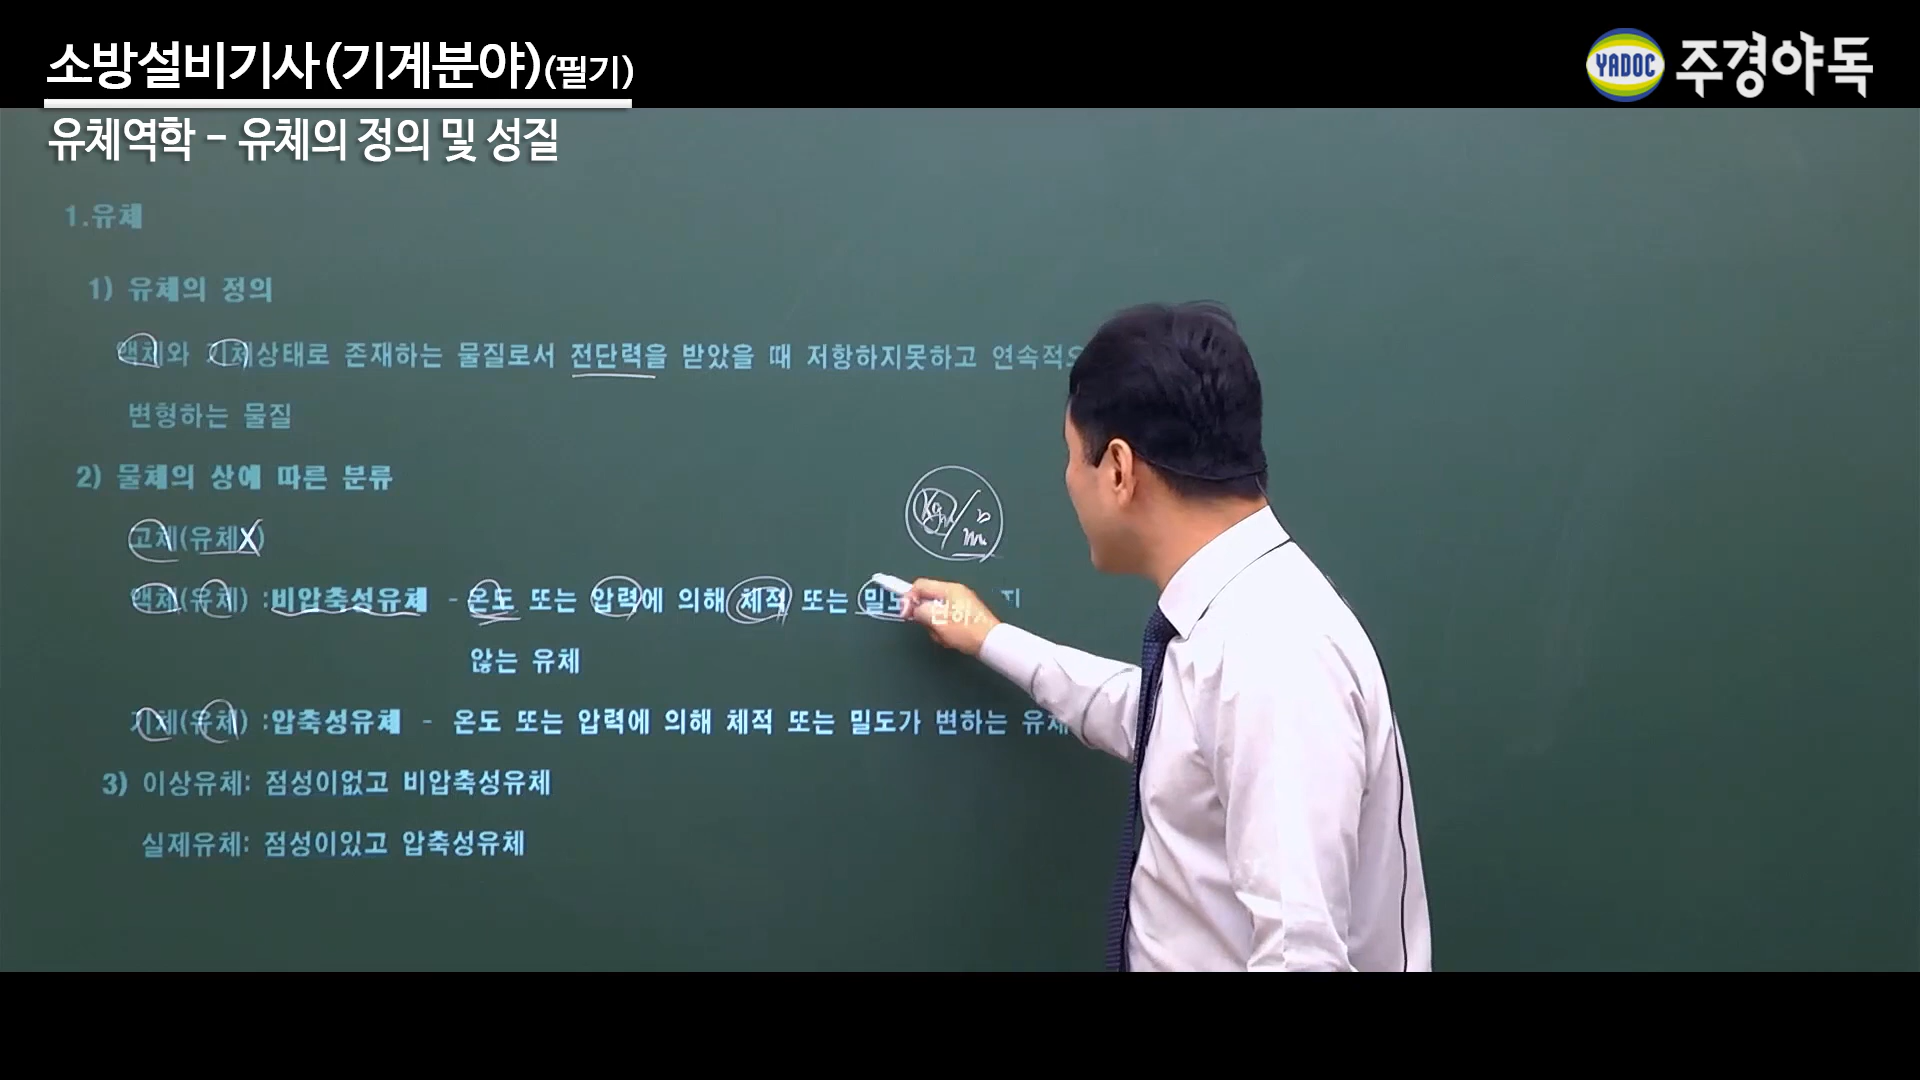 소방설비기사(기계분야)(필기)
YADOC 주경야독
유체역학 - 유체의 정의 및 성질
1.유체
1) 유체의 정의
액체와 기체상태로 존재하는 물질로서 전단력을 받았을 때 저항하지못하고 연속적으
변형하는 물질
2) 물체의 상에 따른 분류
고체(유체X)
kg/m³
액체(유체) :비압축성유체 - 온도 또는 압력에 의해 체적 또는 밀도 변하지
않는 유체
기체(유체) :압축성유체 - 온도 또는 압력에 의해 체적 또는 밀도가 변하는 유체
3) 이상유체: 점성이없고 비압축성유체
실제유체: 점성이있고 압축성유체